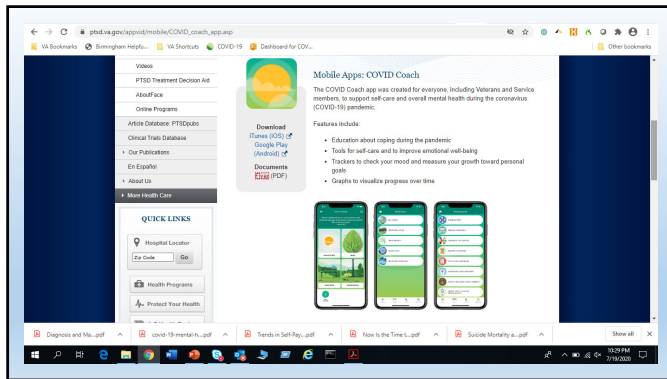 ptsd.va.gov/appvid/mobile/COVID_coach_app.asp
VA Bookmarks
Birmingham Helpfu...
VA Shortcuts
COVID-19
Dashboard for COV...
Other bookmarks
Videos
PTSD Treatment Decision Aid
AboutFace
Online Programs
Article Database: PTSDpubs
Clinical Trials Database
Our Publications
En Español
About Us
More Health Care
QUICK LINKS
Hospital Locator
Zip Code
Go
Health Programs
Protect Your Health
Download
iTunes (iOS)
Google Play
(Android)
Documents
Flyer (PDF)
Mobile Apps: COVID Coach
The COVID Coach app was created for everyone, including Veterans and Service
members, to support self-care and overall mental health during the coronavirus
(COVID-19) pandemic.
Features include:
• Education about coping during the pandemic
• Tools for self-care and to improve emotional well-being
• Trackers to check your mood and measure your growth toward personal
goals
• Graphs to visualize progress over time
Diagnosis and Ma....pdf
covid-19-mental-h....pdf
Trends in Self-Pay....pdf
Now Is the Time t....pdf
Suicide Mortality a....pdf
Show all
10:29 PM
7/19/2020